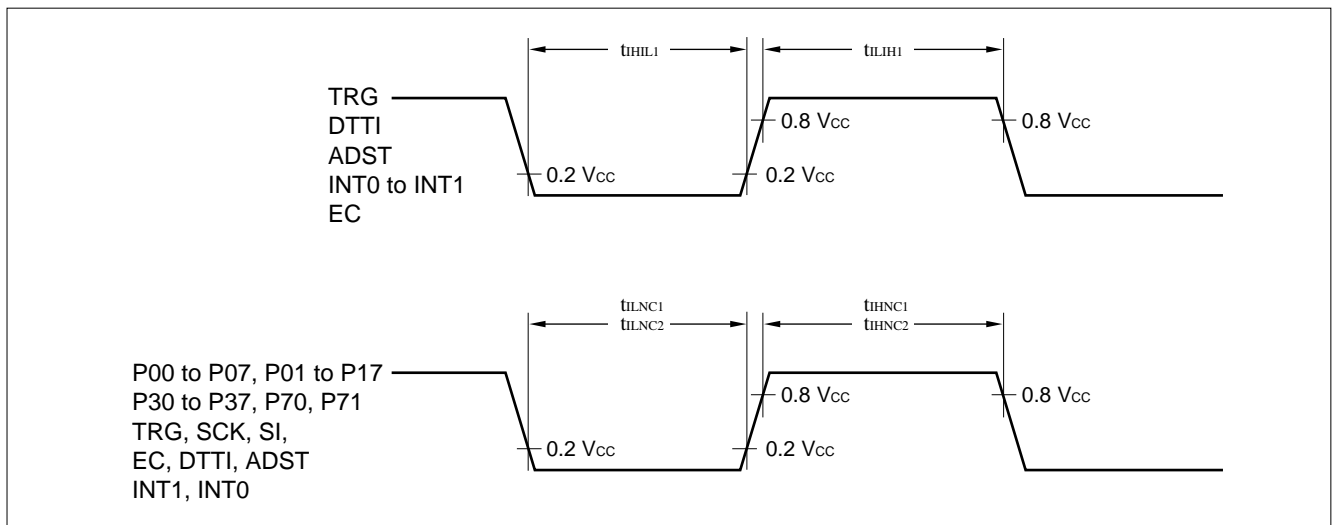 tIHIL1
tILIH1
TRG
DTTI
ADST
INT0 to INT1
EC
0.8 VCC
0.8 VCC
0.2 VCC
0.2 VCC
tILNC1
tILNC2
tIHNC1
tIHNC2
P00 to P07, P01 to P17
P30 to P37, P70, P71
TRG, SCK, SI,
EC, DTTI, ADST
INT1, INT0
0.8 VCC
0.8 VCC
0.2 VCC
0.2 VCC